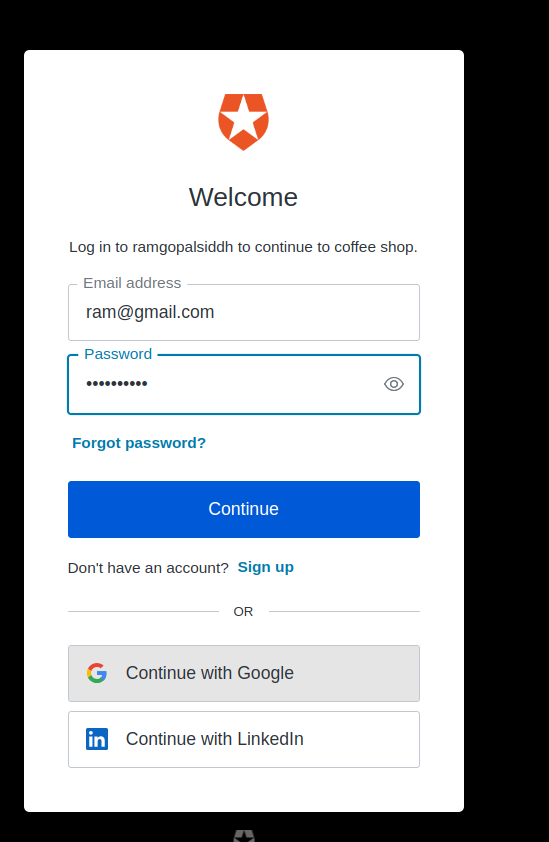 Welcome
Log in to ramgopalsiddh to continue to coffee shop.
Email address
ram@gmail.com
Password
••••••••••
Forgot password?
Continue
Don't have an account? Sign up
OR
Continue with Google
Continue with LinkedIn